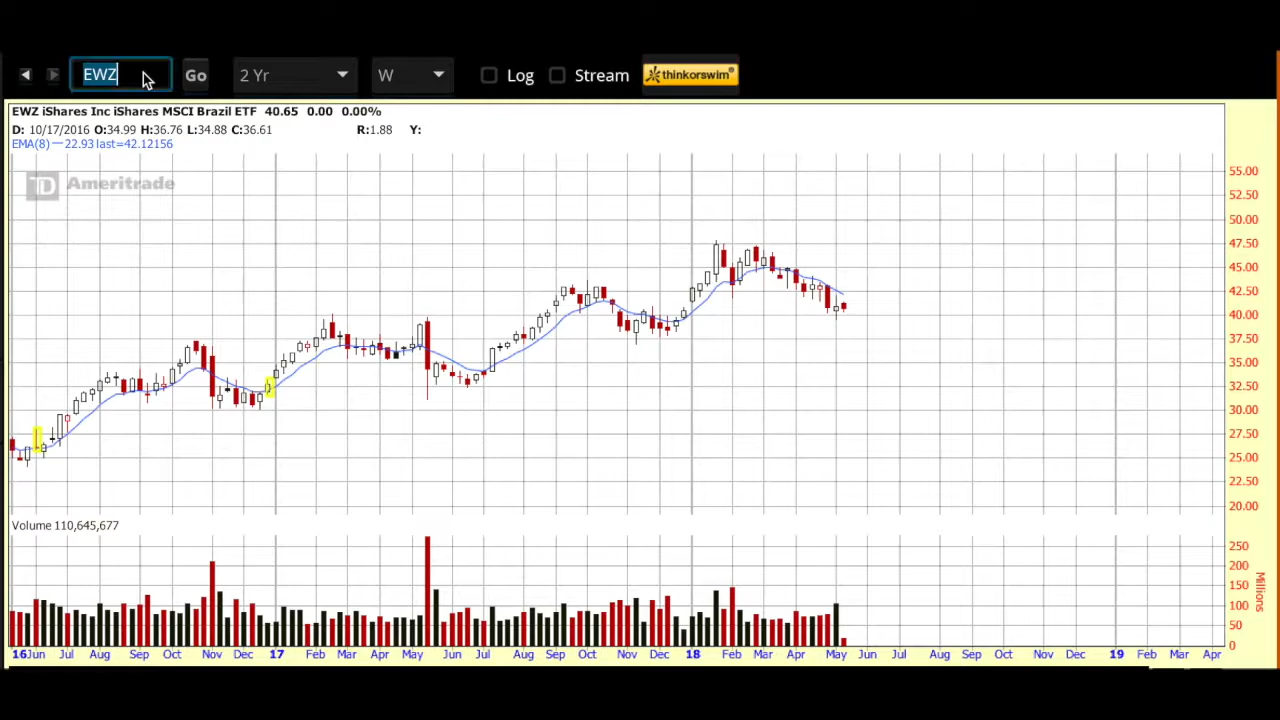 EWZ Go 2 Yr W Log Stream thinkorswim
EWZ iShares Inc iShares MSCI Brazil ETF 40.65 0.00 0.00%
D: 10/17/2016 O:34.99 H:36.76 L:34.88 C:36.61 R:1.88 Y:
EMA(8) —22.93 last=42.12156
TD Ameritrade
55.00
52.50
50.00
47.50
45.00
42.50
40.00
37.50
35.00
32.50
30.00
27.50
25.00
22.50
20.00
Volume 110,645,677
250
200
150
100
50
0
Millions
16 Jun Jul Aug Sep Oct Nov Dec 17 Feb Mar Apr May Jun Jul Aug Sep Oct Nov Dec 18 Feb Mar Apr May Jun Jul Aug Sep Oct Nov Dec 19 Feb Mar Apr